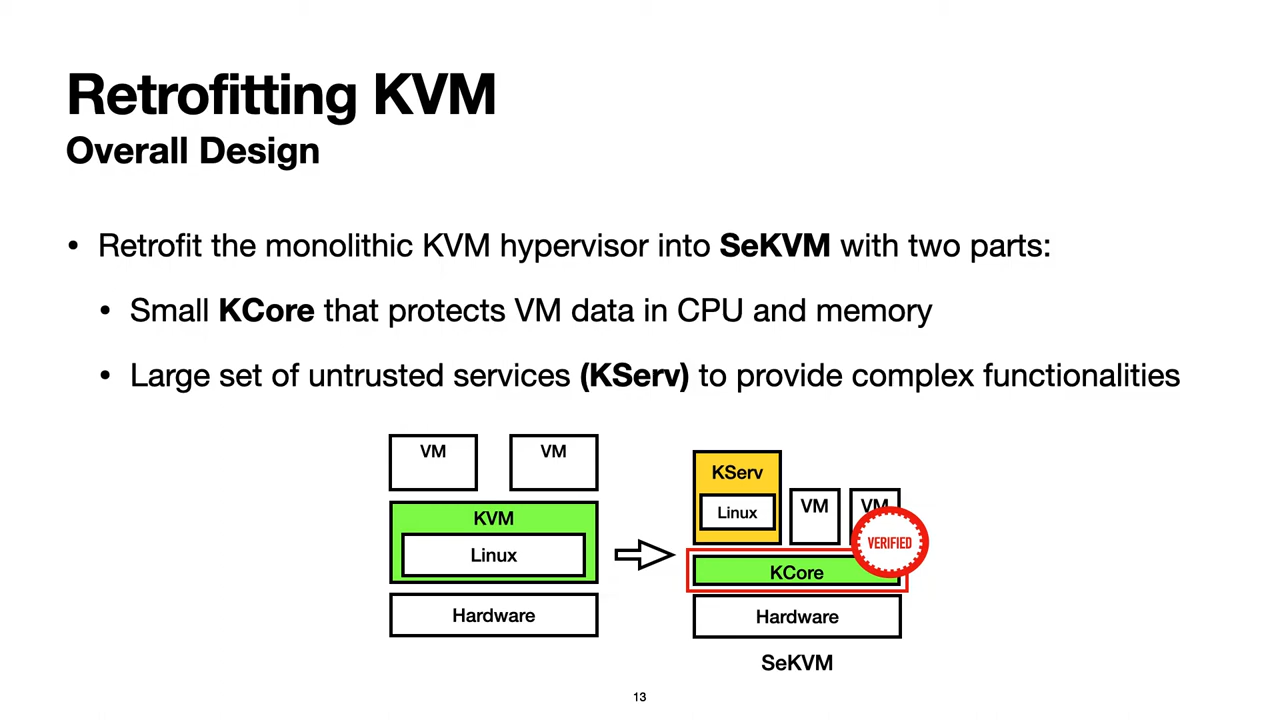 Retrofitting KVM
Overall Design
• Retrofit the monolithic KVM hypervisor into SeKVM with two parts:
• Small KCore that protects VM data in CPU and memory
• Large set of untrusted services (KServ) to provide complex functionalities
VM
VM
KVM
Linux
Hardware
KServ
Linux
VM
VM
VERIFIED
KCore
Hardware
SeKVM
13